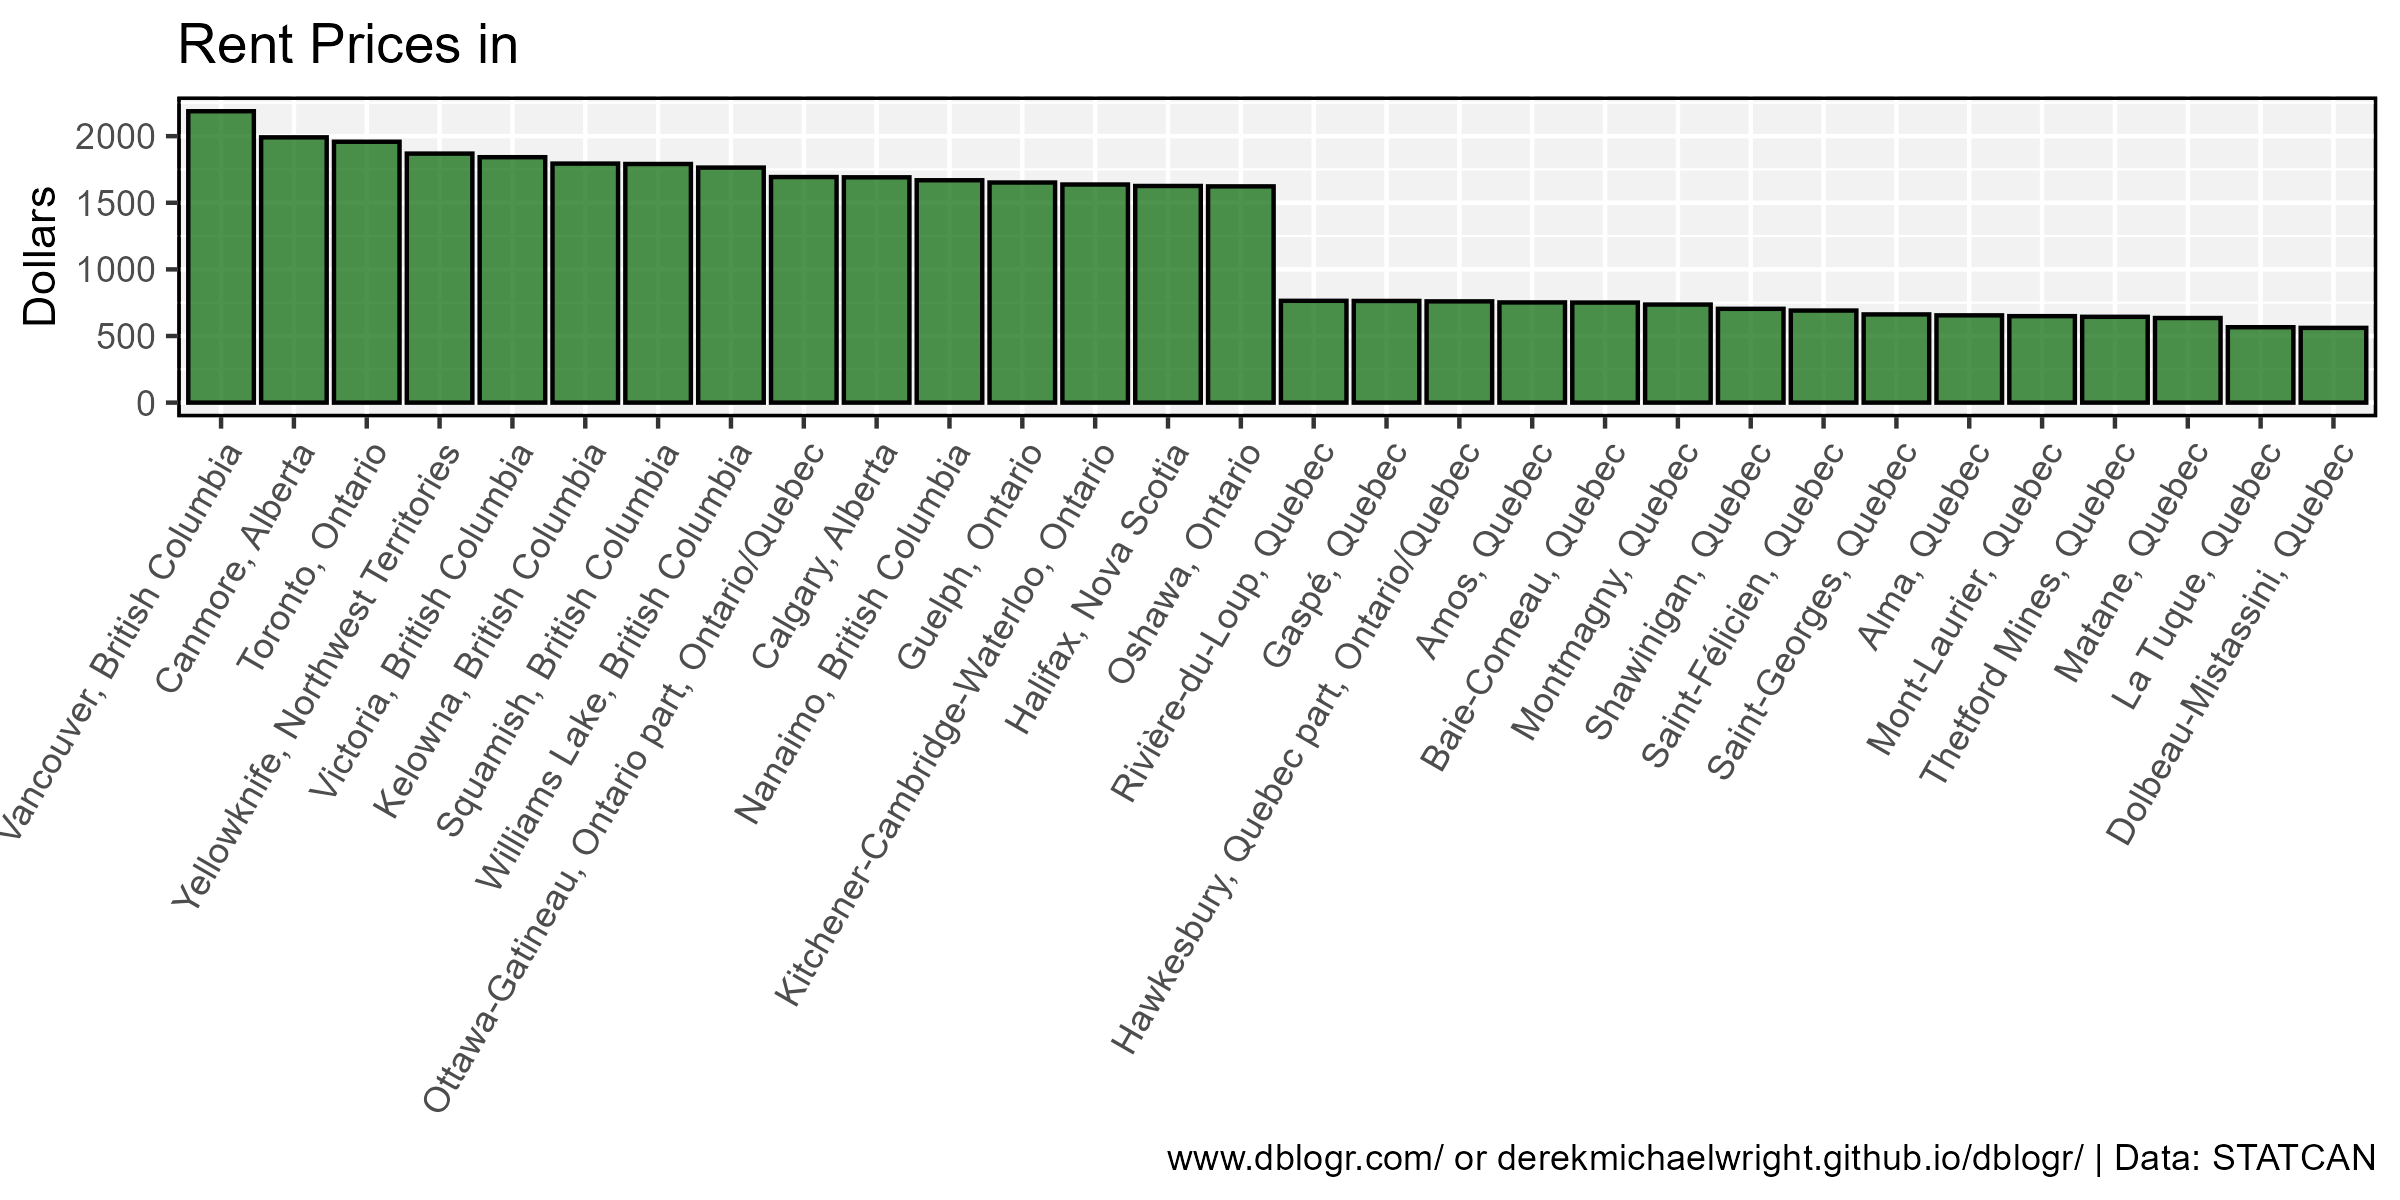 Rent Prices in
Dollars
2000
1500
1000
500
0
Vancouver, British Columbia
Canmore, Alberta
Toronto, Ontario
Yellowknife, Northwest Territories
Victoria, British Columbia
Kelowna, British Columbia
Squamish, British Columbia
Williams Lake, British Columbia
Ottawa-Gatineau, Ontario part, Ontario/Quebec
Calgary, Alberta
Nanaimo, British Columbia
Guelph, Ontario
Kitchener-Cambridge-Waterloo, Ontario
Halifax, Nova Scotia
Oshawa, Ontario
Rivière-du-Loup, Quebec
Gaspé, Quebec
Hawkesbury, Quebec part, Ontario/Quebec
Amos, Quebec
Baie-Comeau, Quebec
Montmagny, Quebec
Shawinigan, Quebec
Saint-Félicien, Quebec
Saint-Georges, Quebec
Alma, Quebec
Mont-Laurier, Quebec
Thetford Mines, Quebec
Matane, Quebec
La Tuque, Quebec
Dolbeau-Mistassini, Quebec
www.dblogr.com/ or derekmichaelwright.github.io/dblogr/ | Data: STATCAN